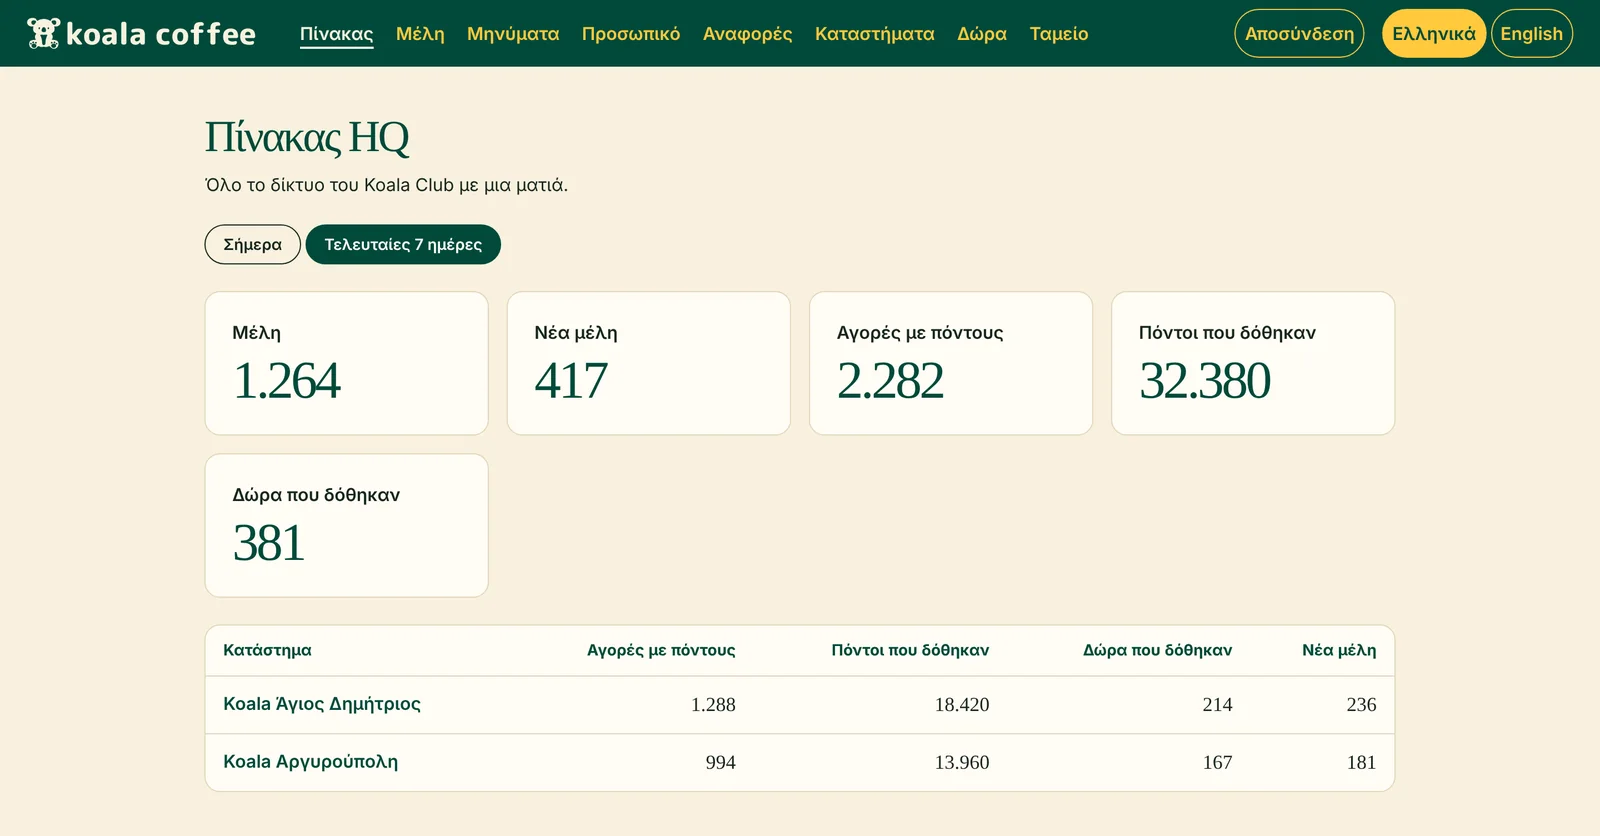 koala coffee Πίνακας Μέλη Μηνύματα Προσωπικό Αναφορές Καταστήματα Δώρα Ταμείο Αποσύνδεση Ελληνικά English
Πίνακας HQ
Όλο το δίκτυο του Koala Club με μια ματιά.
Σήμερα Τελευταίες 7 ημέρες
Μέλη Νέα μέλη Αγορές με πόντους Πόντοι που δόθηκαν
1.264 417 2.282 32.380
Δώρα που δόθηκαν
381
Κατάστημα Αγορές με πόντους Πόντοι που δόθηκαν Δώρα που δόθηκαν Νέα μέλη
Koala Άγιος Δημήτριος 1.288 18.420 214 236
Koala Αργυρούπολη 994 13.960 167 181